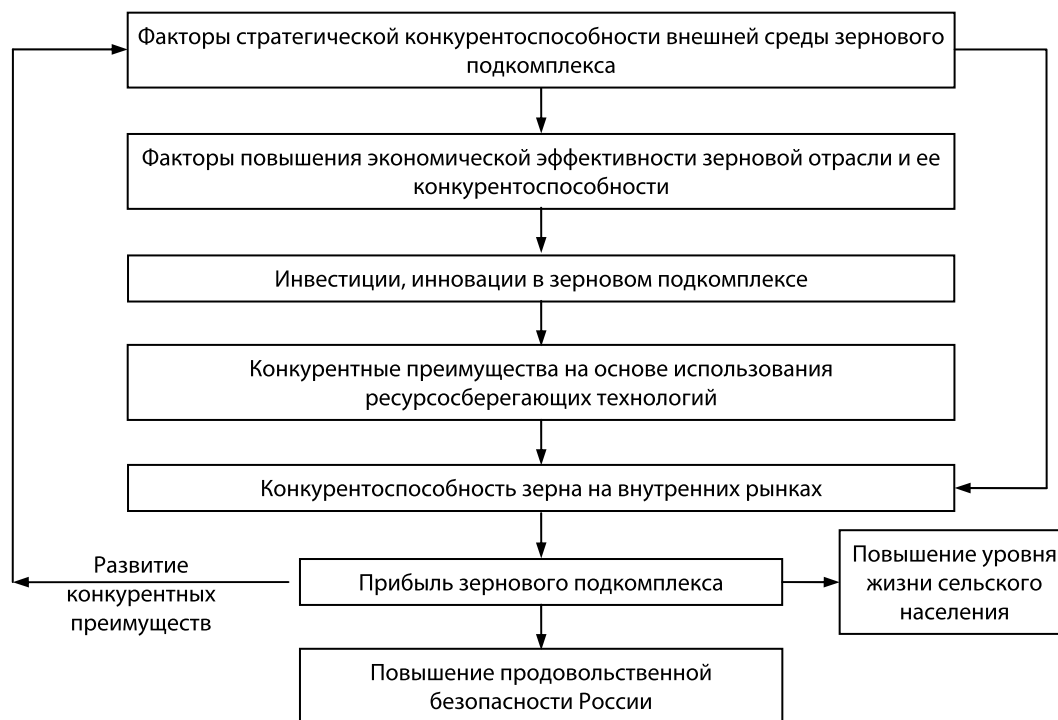 Факторы стратегической конкурентоспособности внешней среды зернового
подкомплекса
Факторы повышения экономической эффективности зерновой отрасли и ее
конкурентоспособности
Инвестиции, инновации в зерновом подкомплексе
Конкурентные преимущества на основе использования
ресурсосберегающих технологий
Конкурентоспособность зерна на внутренних рынках
Развитие
конкурентных
преимуществ
Прибыль зернового подкомплекса
Повышение уровня
жизни сельского
населения
Повышение продовольственной
безопасности России